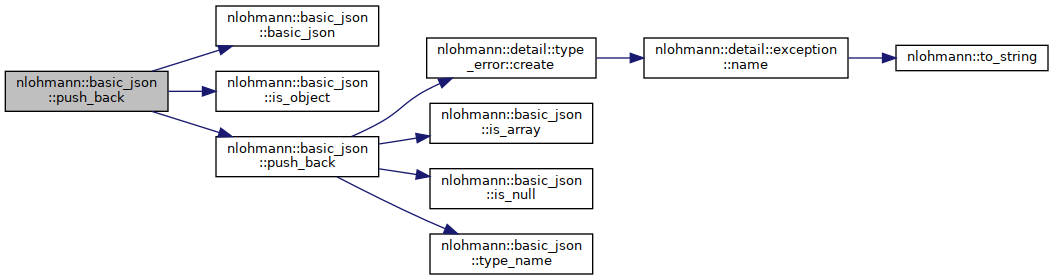 nlohmann::basic_json
::push_back
nlohmann::basic_json
::basic_json
nlohmann::basic_json
::is_object
nlohmann::basic_json
::push_back
nlohmann::detail::type
_error::create
nlohmann::basic_json
::is_array
nlohmann::basic_json
::is_null
nlohmann::basic_json
::type_name
nlohmann::detail::exception
::name
nlohmann::to_string